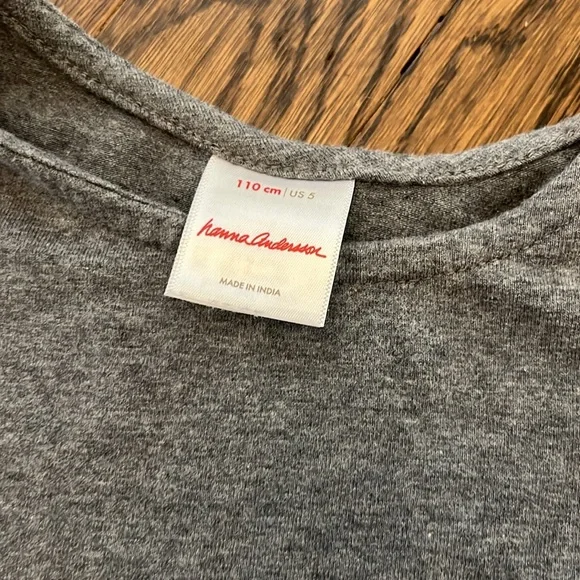 110 cm | US 5
hanna andersson
MADE IN INDIA